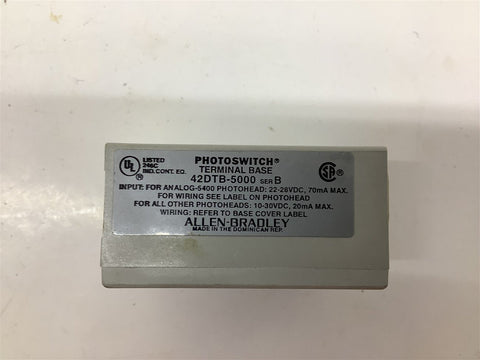 UL LISTED
246C
IND. CONT. EQ.
PHOTOSWITCH®
TERMINAL BASE
42DTB-5000 SER B
INPUT: FOR ANALOG-5400 PHOTOHEAD: 22-26VDC, 70mA MAX.
FOR WIRING SEE LABEL ON PHOTOHEAD
FOR ALL OTHER PHOTOHEADS: 10-30VDC, 20mA MAX.
WIRING: REFER TO BASE COVER LABEL
ALLEN-BRADLEY
MADE IN THE DOMINICAN REP.
SA